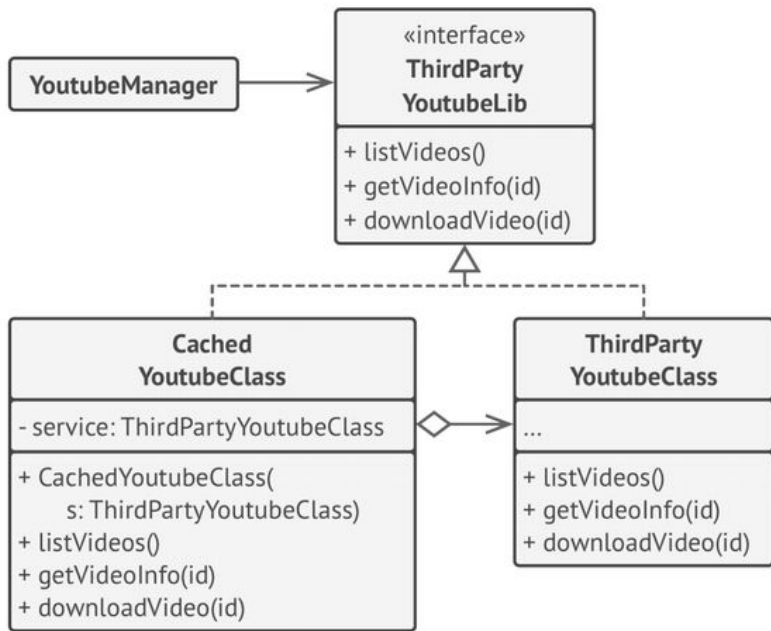 «interface»
ThirdParty
YoutubeLib
YoutubeManager
+ listVideos()
+ getVideoInfo(id)
+ downloadVideo(id)
Cached
YoutubeClass
- service: ThirdPartyYoutubeClass
+ CachedYoutubeClass(
s: ThirdPartyYoutubeClass)
+ listVideos()
+ getVideoInfo(id)
+ downloadVideo(id)
ThirdParty
YoutubeClass
...
+ listVideos()
+ getVideoInfo(id)
+ downloadVideo(id)